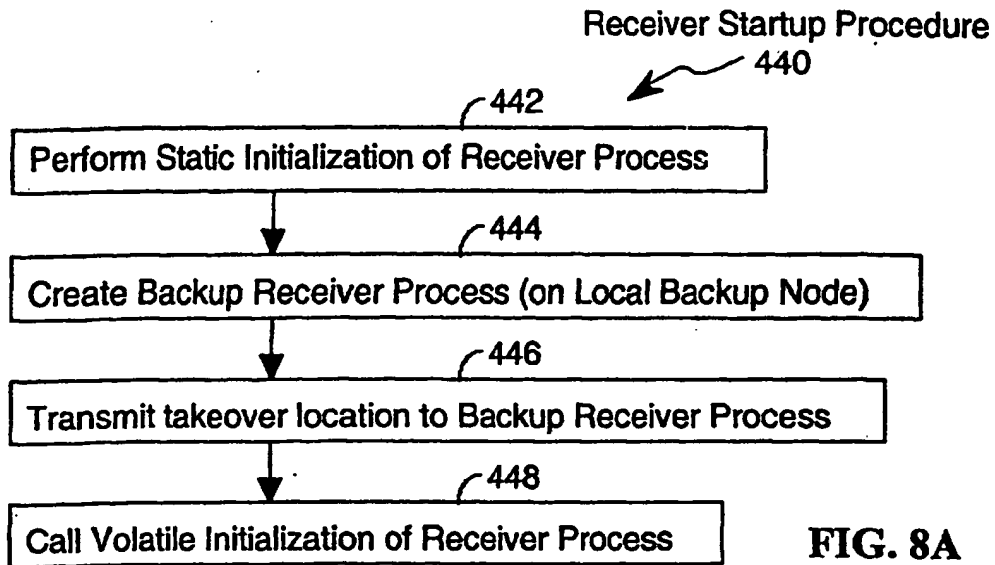 Receiver Startup Procedure
440
442
Perform Static Initialization of Receiver Process
444
Create Backup Receiver Process (on Local Backup Node)
446
Transmit takeover location to Backup Receiver Process
448
Call Volatile Initialization of Receiver Process
FIG. 8A